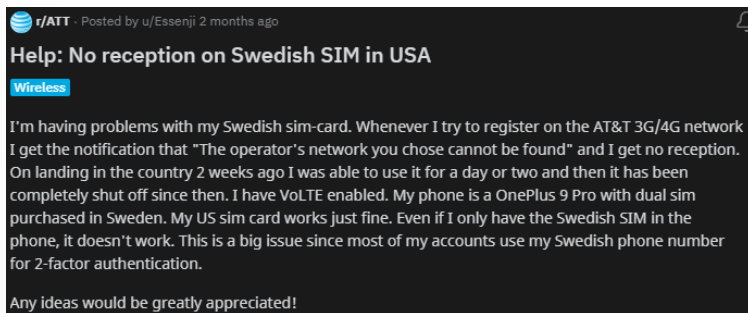 r/ATT · Posted by u/Essenji 2 months ago
Help: No reception on Swedish SIM in USA
Wireless
I'm having problems with my Swedish sim-card. Whenever I try to register on the AT&T 3G/4G network
I get the notification that "The operator's network you chose cannot be found" and I get no reception.
On landing in the country 2 weeks ago I was able to use it for a day or two and then it has been
completely shut off since then. I have VoLTE enabled. My phone is a OnePlus 9 Pro with dual sim
purchased in Sweden. My US sim card works just fine. Even if I only have the Swedish SIM in the
phone, it doesn't work. This is a big issue since most of my accounts use my Swedish phone number
for 2-factor authentication.
Any ideas would be greatly appreciated!